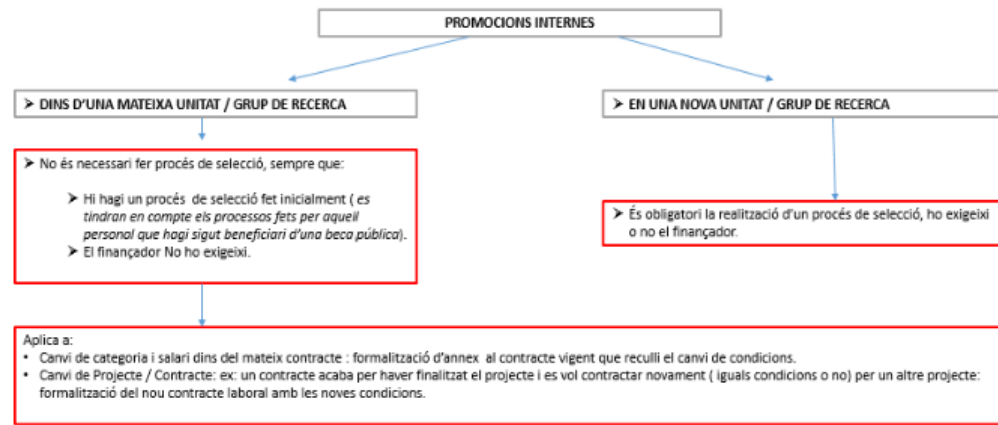 PROMOCIONS INTERNES
➤ DINS D'UNA MATEIXA UNITAT / GRUP DE RECERCA
➤ EN UNA NOVA UNITAT / GRUP DE RECERCA
➤ No és necessari fer procés de selecció, sempre que:
➤ Hi hagi un procés de selecció fet inicialment ( es
tindran en compte els processos fets per aquell
personal que hagi sigut beneficiari d'una beca pública).
➤ El finançador No ho exigeixi.
➤ És obligatori la realització d'un procés de selecció, ho exigeixi
o no el finançador.
Aplica a:
• Canvi de categoria i salari dins del mateix contracte : formalització d'annex al contracte vigent que reculli el canvi de condicions.
• Canvi de Projecte / Contracte: ex: un contracte acaba per haver finalitzat el projecte i es vol contractar novament ( iguals condicions o no) per un altre projecte:
formalització del nou contracte laboral amb les noves condicions.